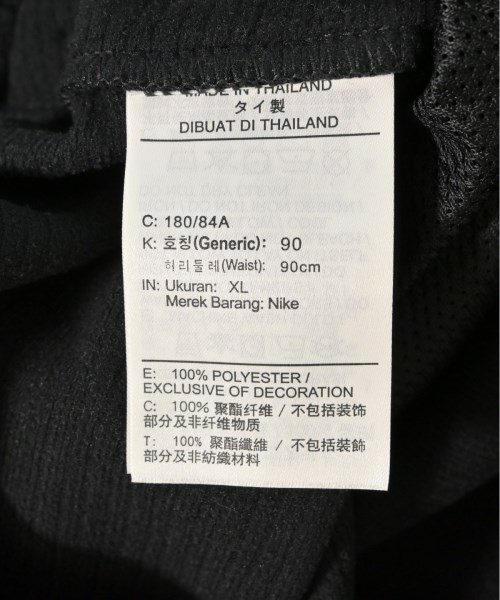 MADE IN THAILAND
タイ製
DIBUAT DI THAILAND
C: 180/84A
K: 호칭(Generic): 90
허리둘레(Waist): 90cm
IN: Ukuran: XL
Merek Barang: Nike
E: 100% POLYESTER /
EXCLUSIVE OF DECORATION
C: 100% 聚酯纤维 / 不包括装饰
部分及非纤维物质
T: 100% 聚酯纖維 / 不包括裝飾
部分及非紡織材料